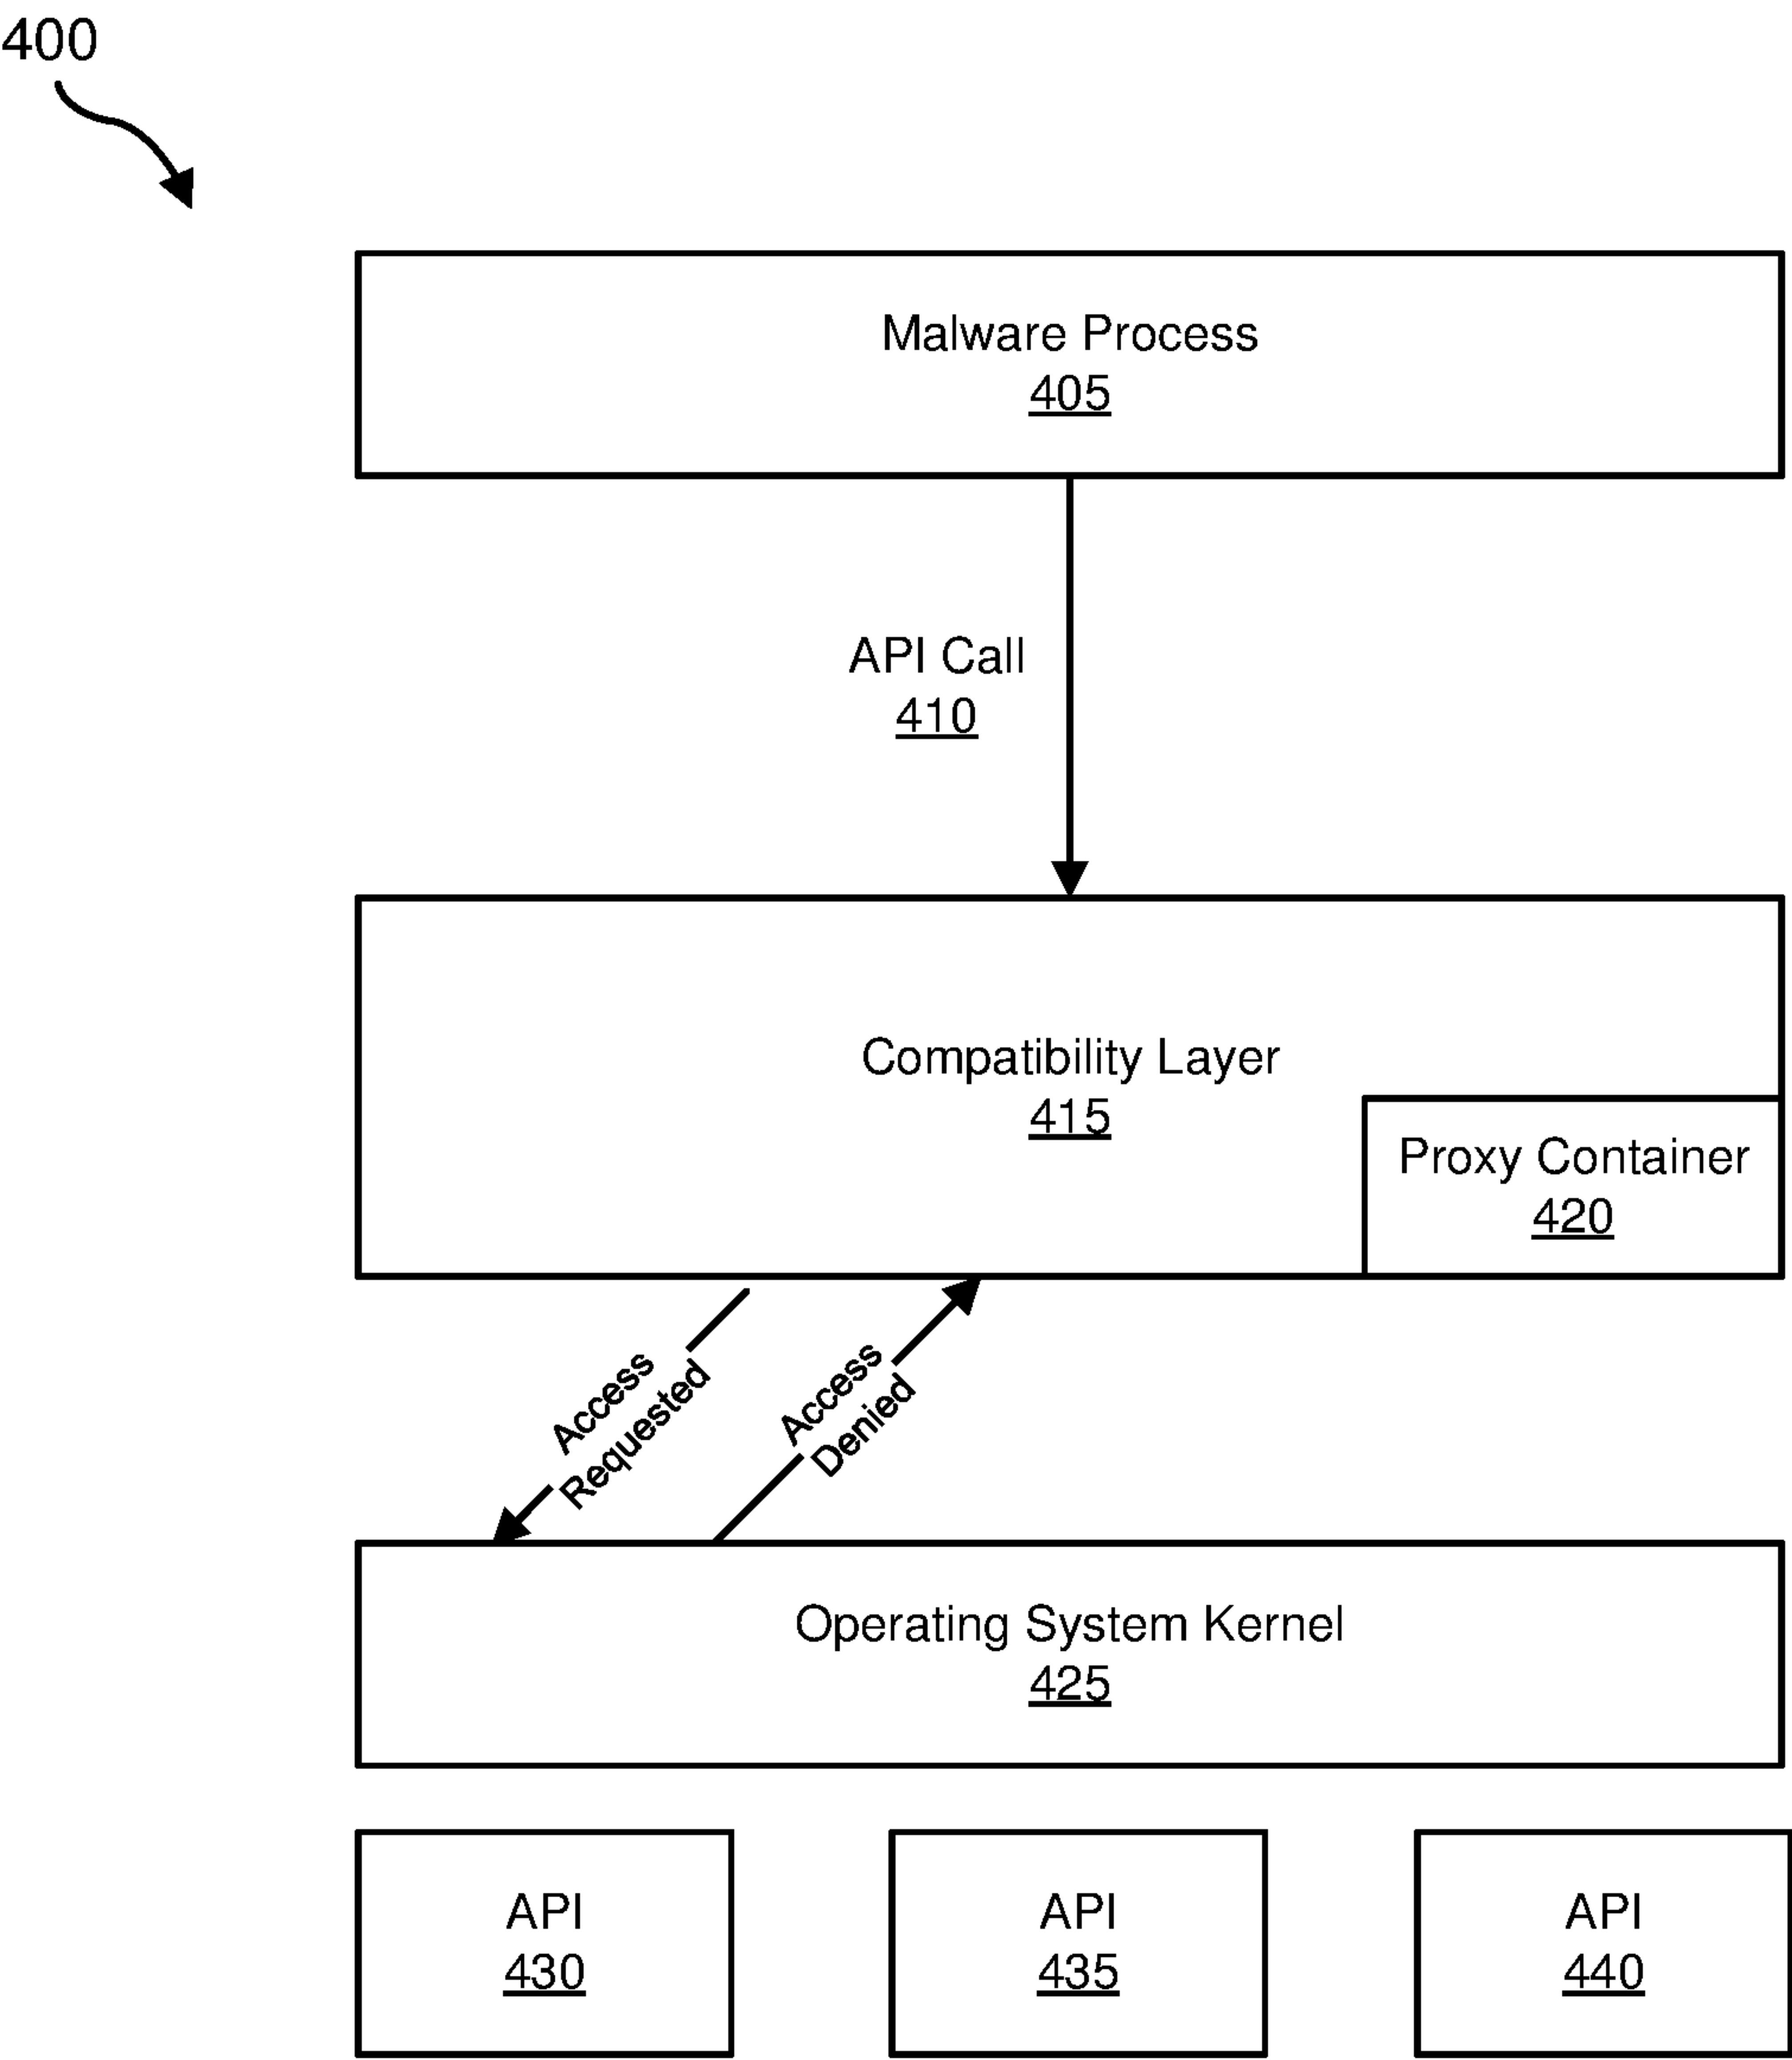 400
Malware Process
405
API Call
410
Compatibility Layer
415
Proxy Container
420
Access
Requested
Access
Denied
Operating System Kernel
425
API
430
API
435
API
440